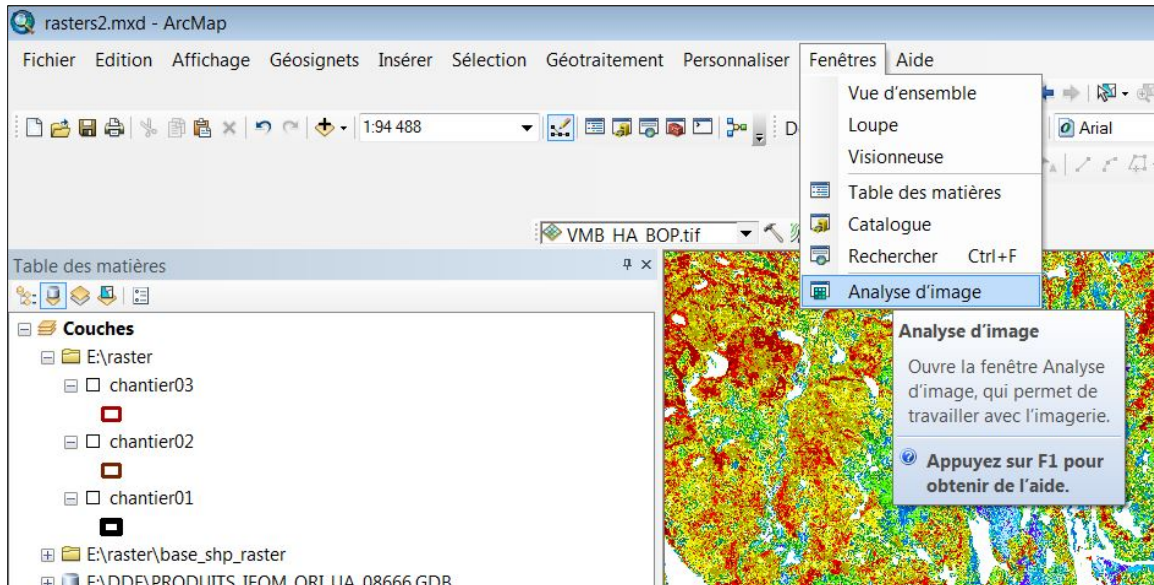 rasters2.mxd - ArcMap
Fichier Edition Affichage Géosignets Insérer Sélection Géotraitement Personnaliser Fenêtres Aide
Vue d'ensemble
1:94 488
Arial
Loupe
Visionneuse
Table des matières
Catalogue
VMB_HA_BOP.tif
Rechercher Ctrl+F
Table des matières
Analyse d'image
Couches
Analyse d'image
E:\raster
Ouvre la fenêtre Analyse
d'image, qui permet de
travailler avec l'imagerie.
chantier03
chantier02
Appuyez sur F1 pour
obtenir de l'aide.
chantier01
E:\raster\base_shp_raster